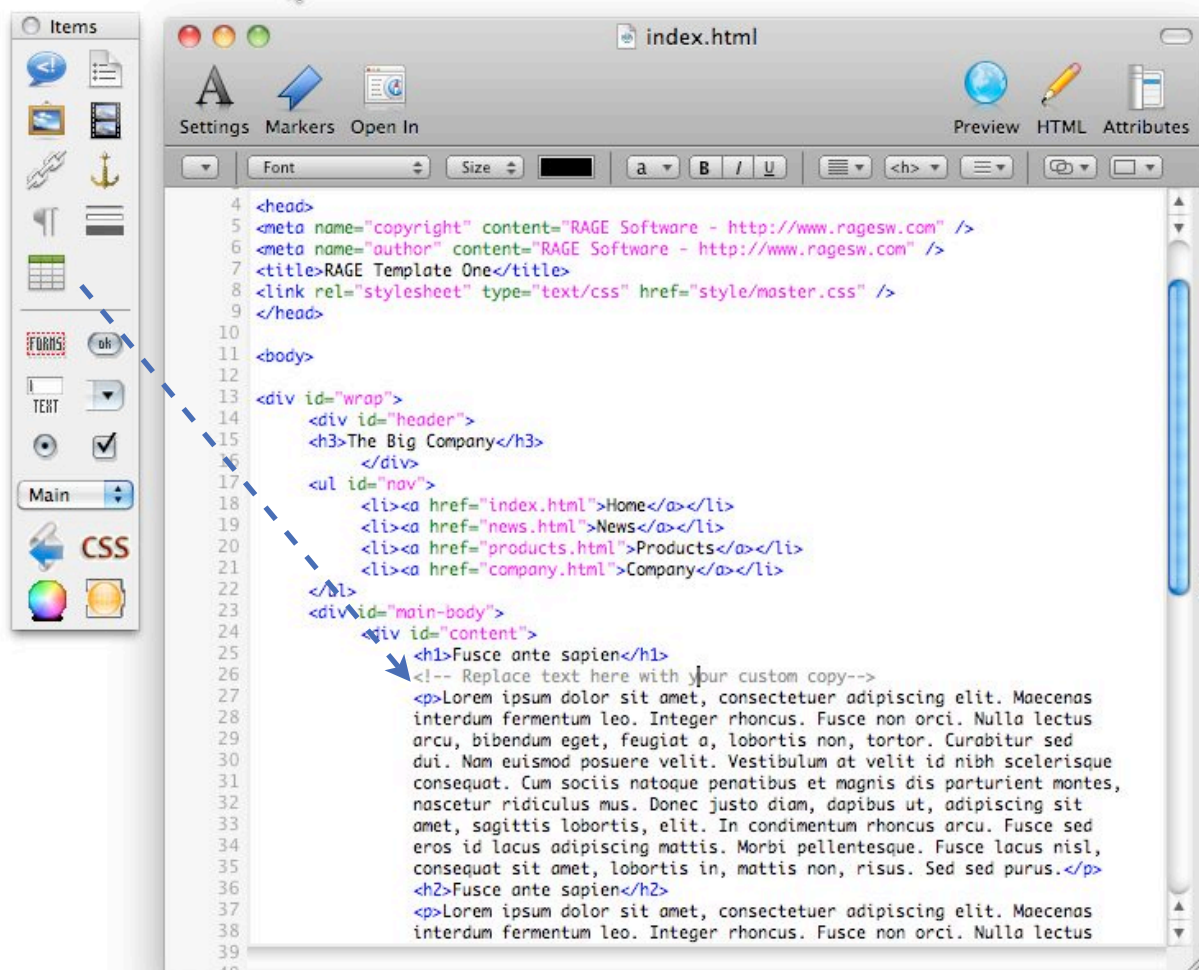 Items
<!
FORMS
ok
TEXT
Main
CSS
index.html
Settings Markers Open In
Preview HTML Attributes
Font Size a B I U <h>
4 <head>
5 <meta name="copyright" content="RAGE Software - http://www.ragesw.com" />
6 <meta name="author" content="RAGE Software - http://www.ragesw.com" />
7 <title>RAGE Template One</title>
8 <link rel="stylesheet" type="text/css" href="style/master.css" />
9 </head>
10
11 <body>
12
13 <div id="wrap">
14 <div id="header">
15 <h3>The Big Company</h3>
16 </div>
17 <ul id="nav">
18 <li><a href="index.html">Home</a></li>
19 <li><a href="news.html">News</a></li>
20 <li><a href="products.html">Products</a></li>
21 <li><a href="company.html">Company</a></li>
22 </ul>
23 <div id="main-body">
24 <div id="content">
25 <h1>Fusce ante sapien</h1>
26 <!-- Replace text here with your custom copy-->
27 <p>Lorem ipsum dolor sit amet, consectetuer adipiscing elit. Maecenas
28 interdum fermentum leo. Integer rhoncus. Fusce non orci. Nulla lectus
29 arcu, bibendum eget, feugiat a, lobortis non, tortor. Curabitur sed
30 dui. Nam euismod posuere velit. Vestibulum at velit id nibh scelerisque
31 consequat. Cum sociis natoque penatibus et magnis dis parturient montes,
32 nascetur ridiculus mus. Donec justo diam, dapibus ut, adipiscing sit
33 amet, sagittis lobortis, elit. In condimentum rhoncus arcu. Fusce sed
34 eros id lacus adipiscing mattis. Morbi pellentesque. Fusce lacus nisl,
35 consequat sit amet, lobortis in, mattis non, risus. Sed sed purus.</p>
36 <h2>Fusce ante sapien</h2>
37 <p>Lorem ipsum dolor sit amet, consectetuer adipiscing elit. Maecenas
38 interdum fermentum leo. Integer rhoncus. Fusce non orci. Nulla lectus
39